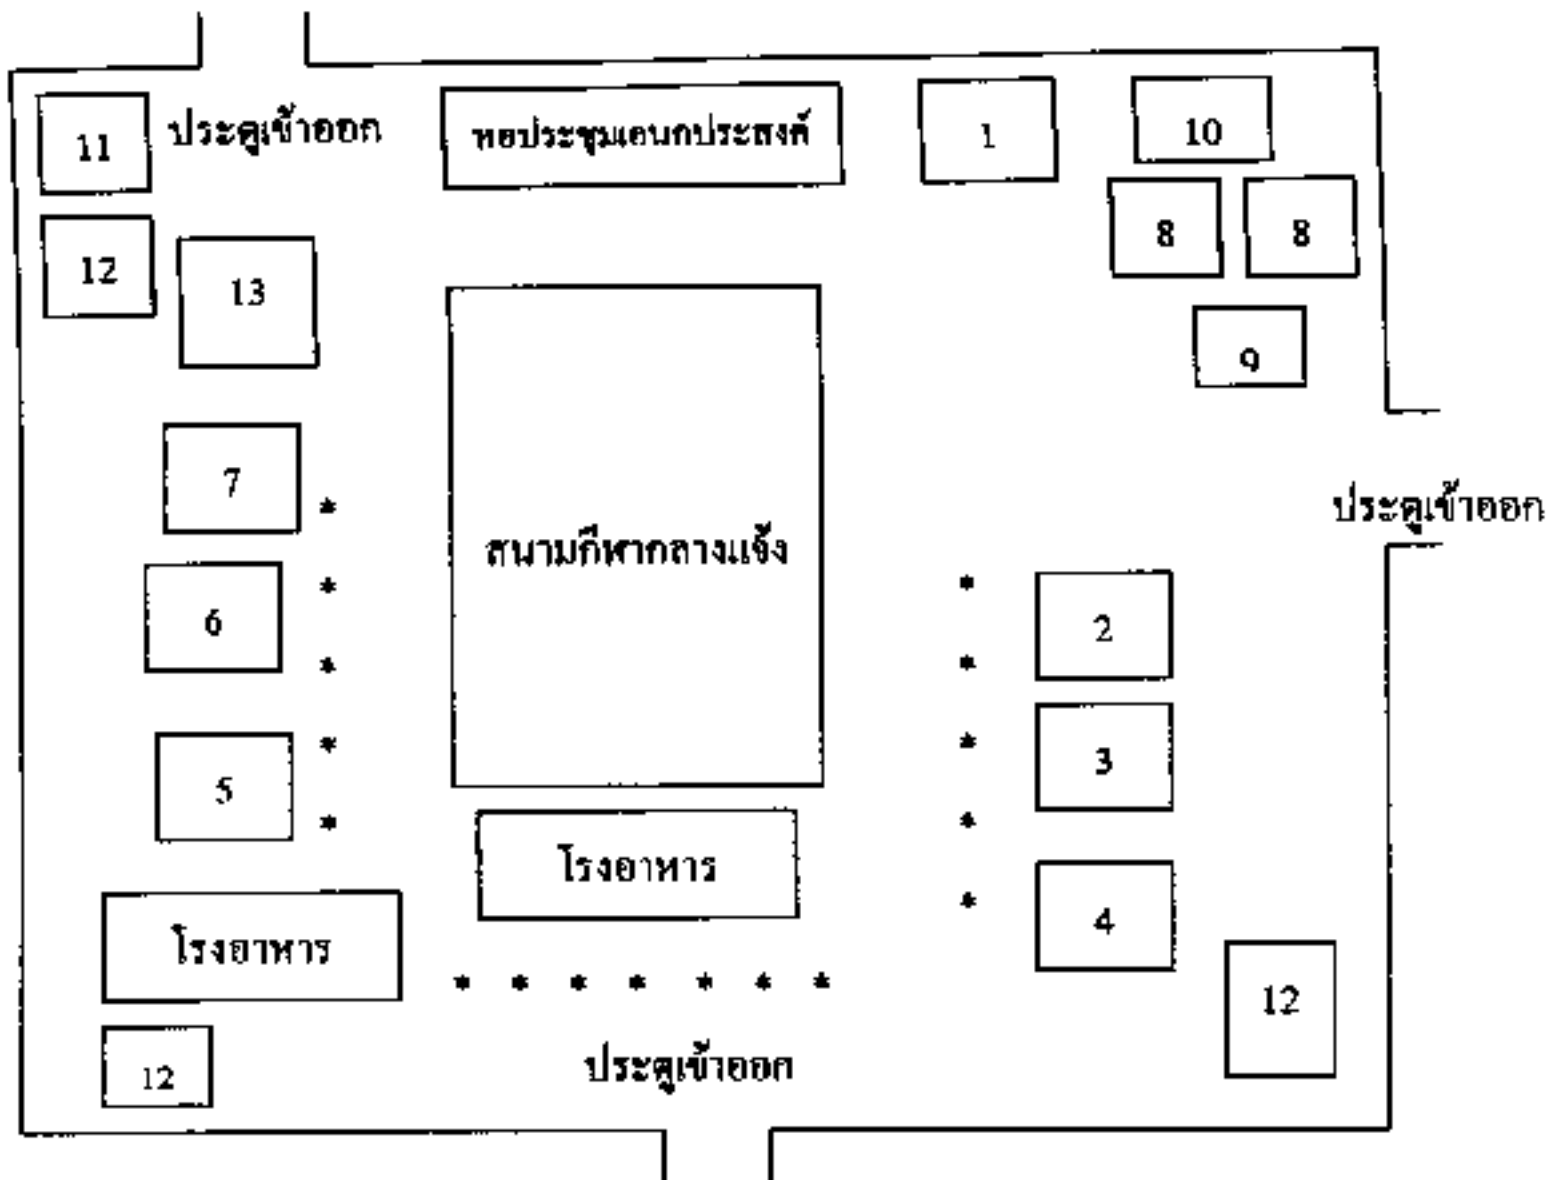 11
ประตูเข้าออก
หอประชุมเอนกประสงค์
1
10
8
8
12
13
9
7
ประตูเข้าออก
สนามกีฬากลางแจ้ง
6
2
3
5
โรงอาหาร
4
โรงอาหาร
12
ประตูเข้าออก
12